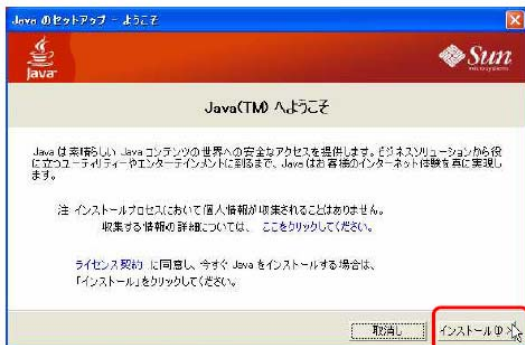 Java のセットアップ - ようこそ
Java
Sun
microsystems
Java(TM) へようこそ
Java は素晴らしい Java コンテンツの世界への安全なアクセスを提供します。ビジネスソリューションから役
に立つユーティリティーやエンターテインメントに到るまで、Java はお客様のインターネット体験を真に実現し
ます。
注 インストールプロセスにおいて個人情報が収集されることはありません。
収集する情報の詳細については、 ここをクリックしてください。
ライセンス契約 に同意し、今すぐ Java をインストールする場合は、
「インストール」をクリックしてください。
取消し
インストール(I) >